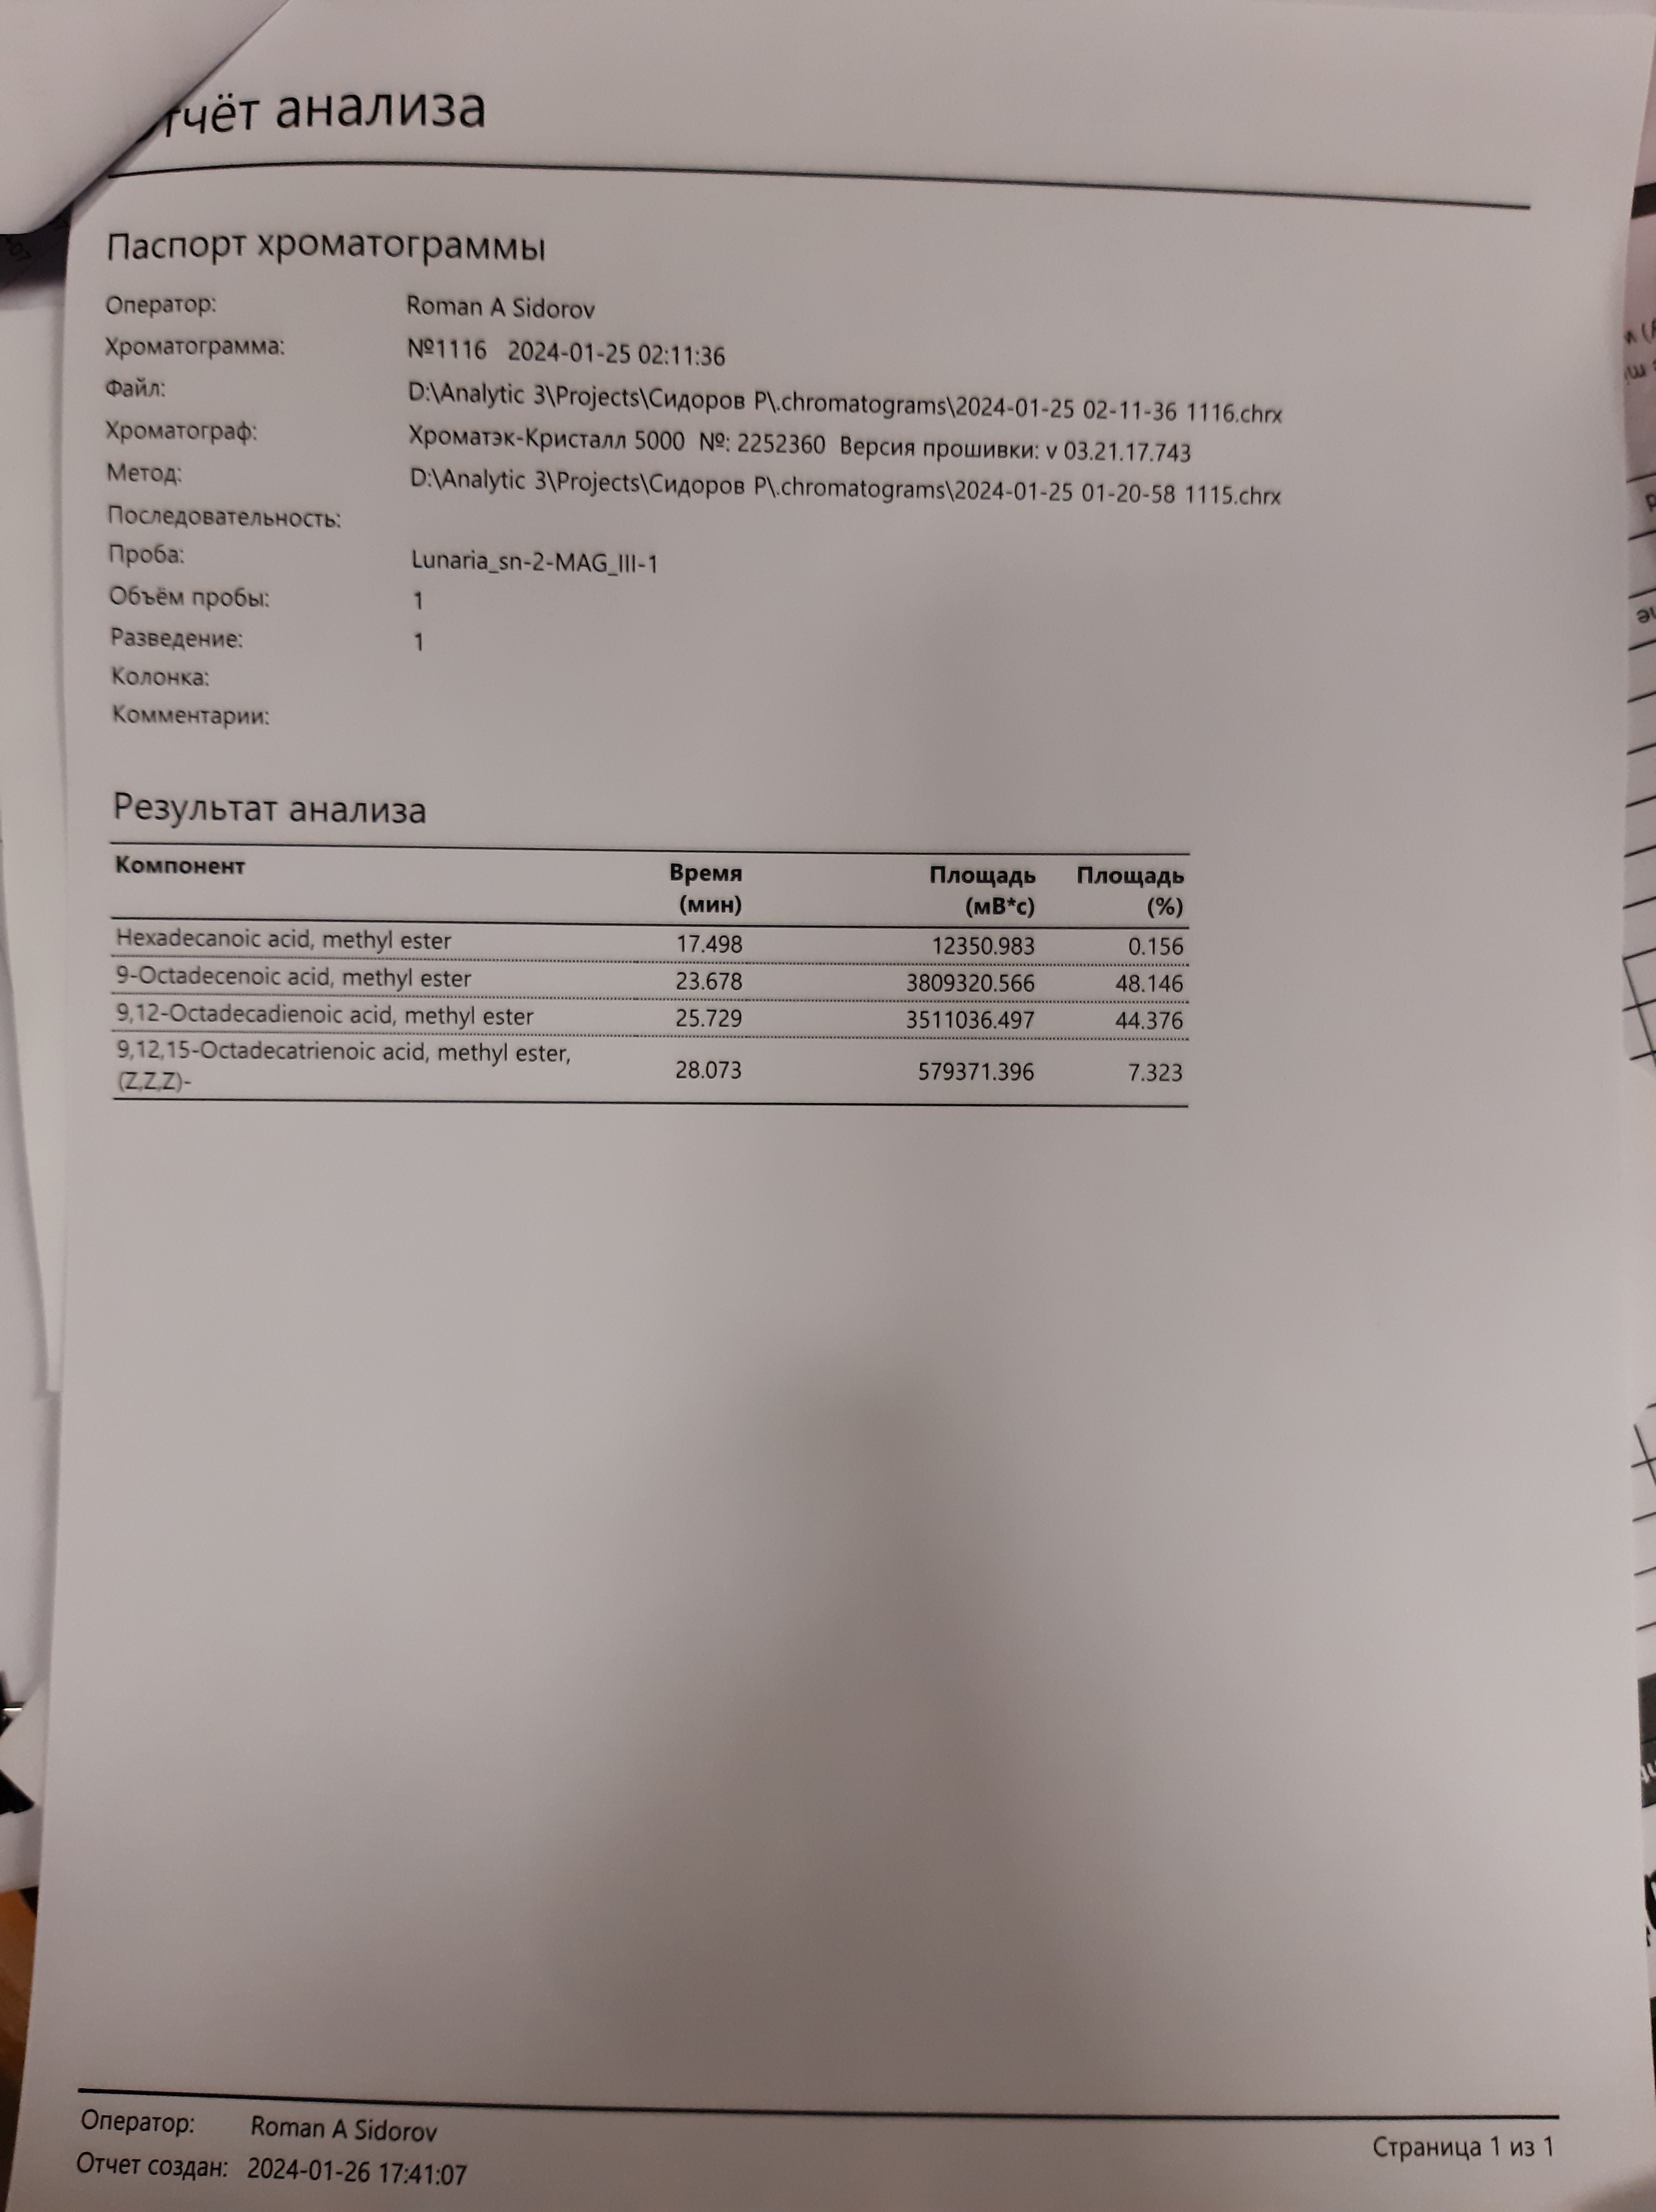 тчёт анализа
Паспорт хроматограммы
Оператор: Roman A Sidorov
Хроматограмма: №1116 2024-01-25 02:11:36
Файл: D:\Analytic 3\Projects\Сидоров Р\.chromatograms\2024-01-25 02-11-36 1116.chrx
Хроматограф: Хроматэк-Кристалл 5000 №: 2252360 Версия прошивки: v 03.21.17.743
Метод: D:\Analytic 3\Projects\Сидоров Р\.chromatograms\2024-01-25 01-20-58 1115.chrx
Последовательность:
Проба: Lunaria_sn-2-MAG_III-1
Объём пробы: 1
Разведение: 1
Колонка:
Комментарии:
Результат анализа
Компонент Время Площадь Площадь
(мин) (мВ*с) (%)
Hexadecanoic acid, methyl ester 17.498 12350.983 0.156
9-Octadecenoic acid, methyl ester 23.678 3809320.566 48.146
9,12-Octadecadienoic acid, methyl ester 25.729 3511036.497 44.376
9,12,15-Octadecatrienoic acid, methyl ester,
(Z,Z,Z)- 28.073 579371.396 7.323
Оператор: Roman A Sidorov
Отчет создан: 2024-01-26 17:41:07
Страница 1 из 1